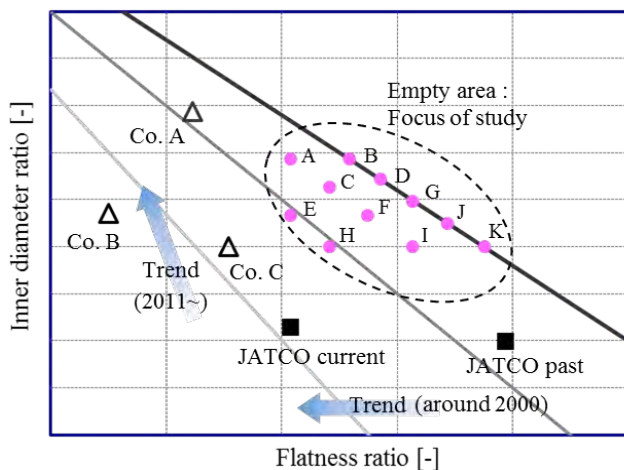 Inner diameter ratio [-]
Empty area :
Focus of study
Co. A
A
B
C
D
E
F
G
H
I
J
K
Co. B
Co. C
Trend
(2011~)
JATCO current
JATCO past
Trend (around 2000)
Flatness ratio [-]